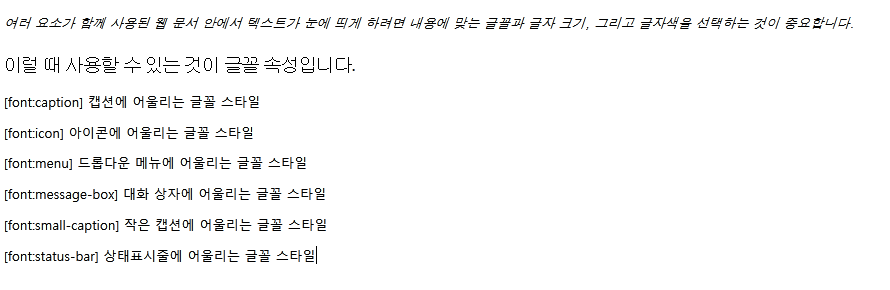 여러 요소가 함께 사용된 웹 문서 안에서 텍스트가 눈에 띄게 하려면 내용에 맞는 글꼴과 글자 크기, 그리고 글자색을 선택하는 것이 중요합니다.
이럴 때 사용할 수 있는 것이 글꼴 속성입니다.
[font:caption] 캡션에 어울리는 글꼴 스타일
[font:icon] 아이콘에 어울리는 글꼴 스타일
[font:menu] 드롭다운 메뉴에 어울리는 글꼴 스타일
[font:message-box] 대화 상자에 어울리는 글꼴 스타일
[font:small-caption] 작은 캡션에 어울리는 글꼴 스타일
[font:status-bar] 상태표시줄에 어울리는 글꼴 스타일